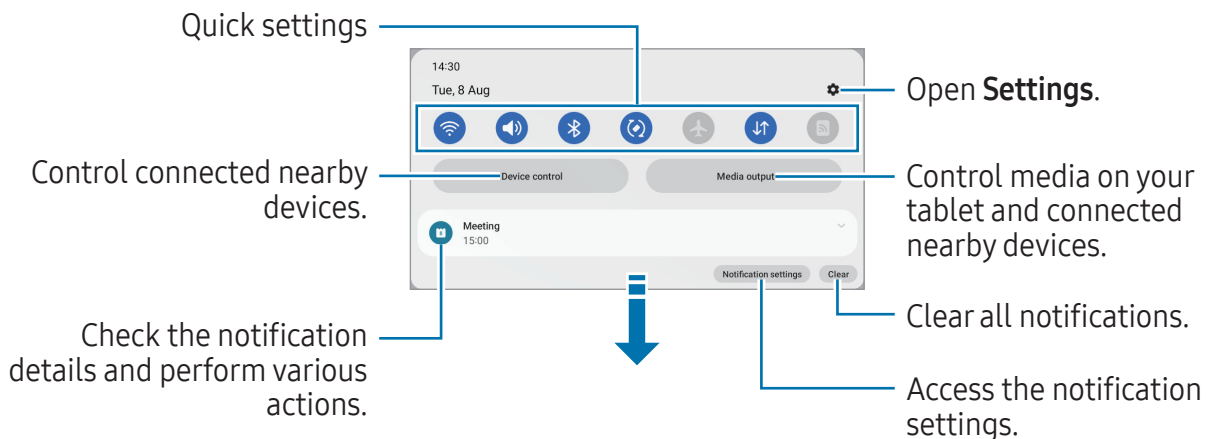 Quick settings
14:30
Tue, 8 Aug
Open Settings.
Control connected nearby
devices.
Device control
Media output
Control media on your
tablet and connected
nearby devices.
Meeting
15:00
Notification settings
Clear
Check the notification
details and perform various
actions.
Clear all notifications.
Access the notification
settings.